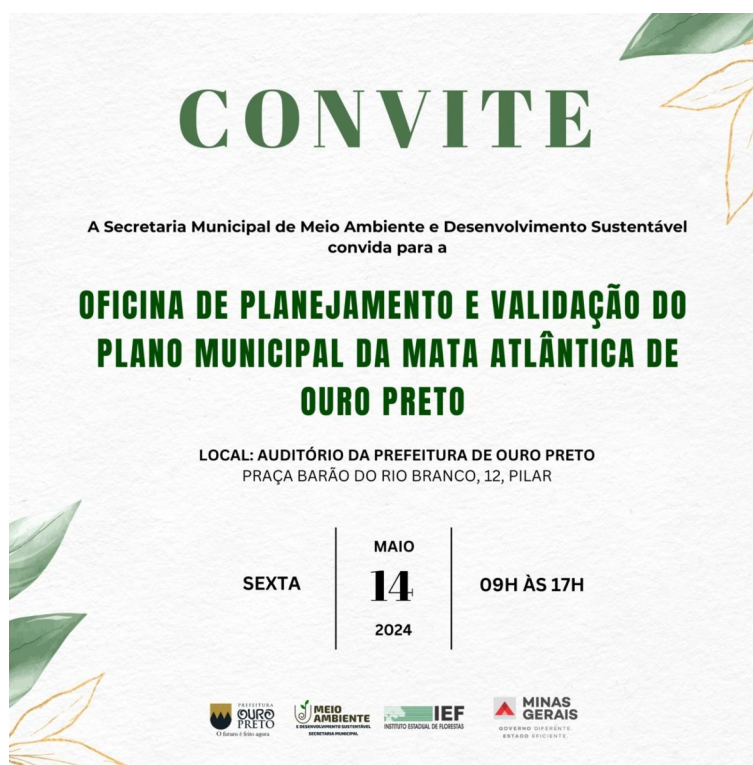 CONVITE
A Secretaria Municipal de Meio Ambiente e Desenvolvimento Sustentável
convida para a
OFICINA DE PLANEJAMENTO E VALIDAÇÃO DO
PLANO MUNICIPAL DA MATA ATLÂNTICA DE
OURO PRETO
LOCAL: AUDITÓRIO DA PREFEITURA DE OURO PRETO
PRAÇA BARÃO DO RIO BRANCO, 12, PILAR
SEXTA
MAIO
14
2024
09H ÀS 17H
PREFEITURA
OURO
PRETO
O futuro é feito agora
MEIO
AMBIENTE
E DESENVOLVIMENTO SUSTENTÁVEL
SECRETARIA MUNICIPAL
IEF
INSTITUTO ESTADUAL DE FLORESTAS
MINAS
GERAIS
GOVERNO DIFERENTE.
ESTADO EFICIENTE.